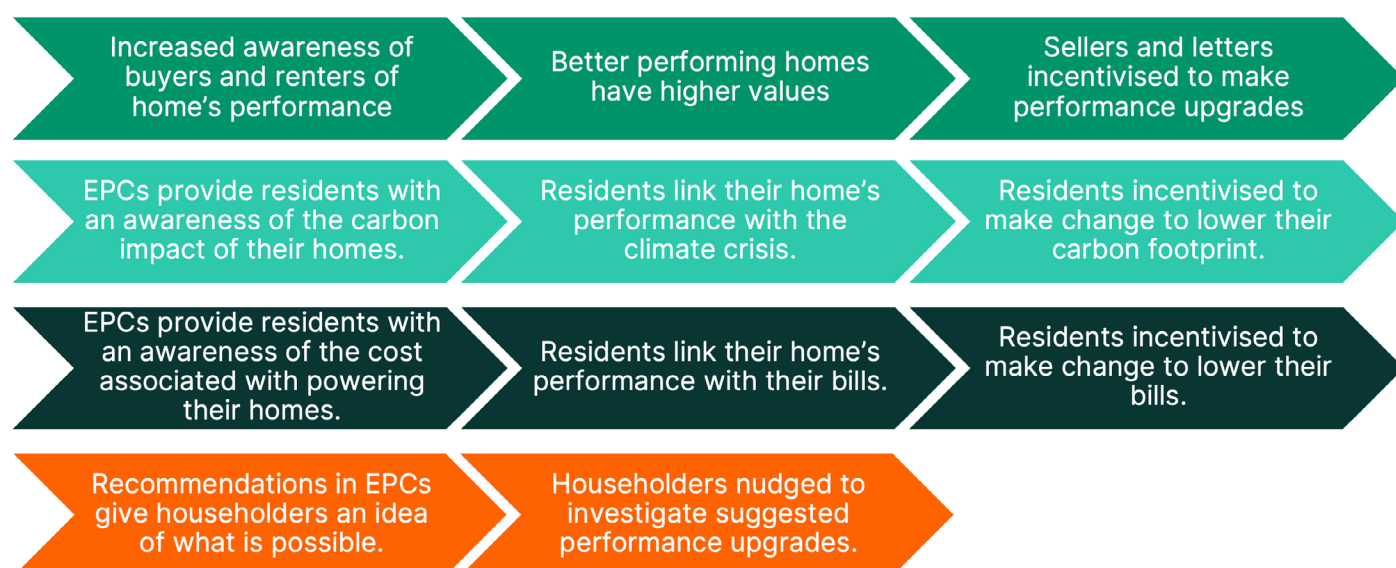 Increased awareness of
buyers and renters of
home’s performance
Better performing homes
have higher values
Sellers and letters
incentivised to make
performance upgrades
EPCs provide residents with
an awareness of the carbon
impact of their homes.
Residents link their home’s
performance with the
climate crisis.
Residents incentivised to
make change to lower their
carbon footprint.
EPCs provide residents with
an awareness of the cost
associated with powering
their homes.
Residents link their home’s
performance with their bills.
Residents incentivised to
make change to lower their
bills.
Recommendations in EPCs
give householders an idea
of what is possible.
Householders nudged to
investigate suggested
performance upgrades.